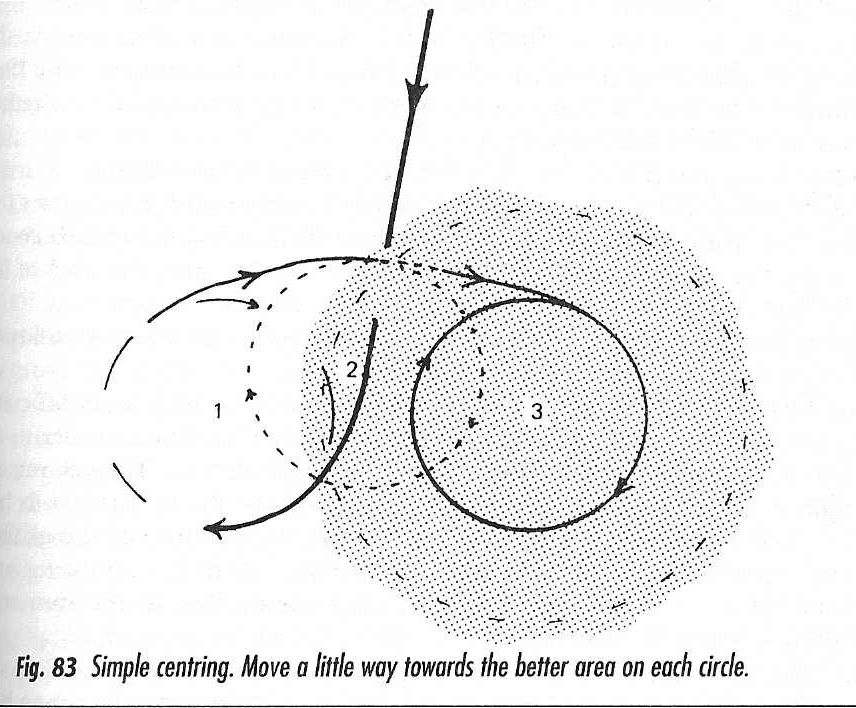 2
1
3
Fig. 83 Simple centring. Move a little way towards the better area on each circle.